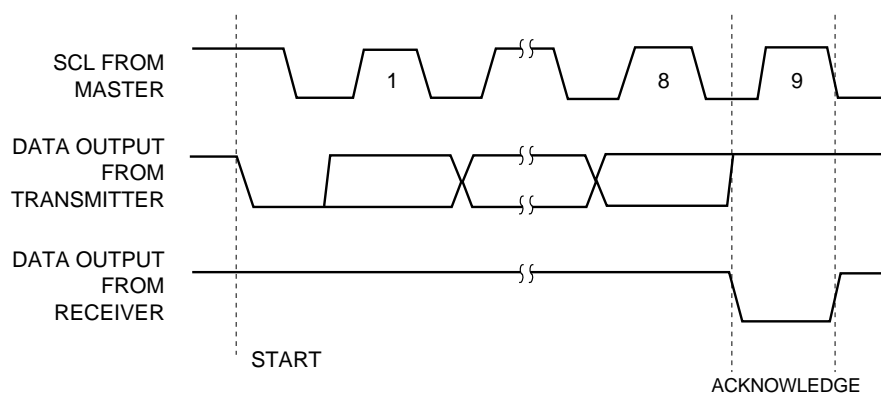 SCL FROM
MASTER
1
8
9
DATA OUTPUT
FROM
TRANSMITTER
DATA OUTPUT
FROM
RECEIVER
START
ACKNOWLEDGE